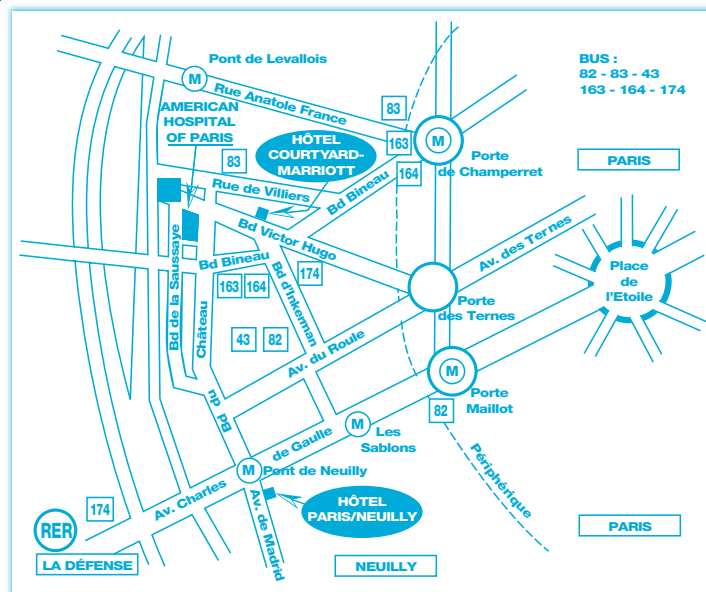 Pont de Levallois
BUS :
82 - 83 - 43
163 - 164 - 174
M
Rue Anatole France
AMERICAN
HOSPITAL
OF PARIS
83
HÔTEL
COURTYARD-
MARRIOTT
163
M
Porte
de Champerret
PARIS
83
164
Rue de Villiers
Bd Bineau
Bd Victor Hugo
Av. des Ternes
Place
de
l'Etoile
Bd de la Saussaye
Bd Bineau
174
163
164
Bd d'Inkerman
Château
Porte
des Ternes
43
82
Av. du Roule
M
Porte
Maillot
82
Bd du
M
Les
Sablons
de Gaulle
M
Pont de Neuilly
Périphérique
Av. Charles
Av. de Madrid
HÔTEL
PARIS/NEUILLY
174
RER
LA DÉFENSE
NEUILLY
PARIS